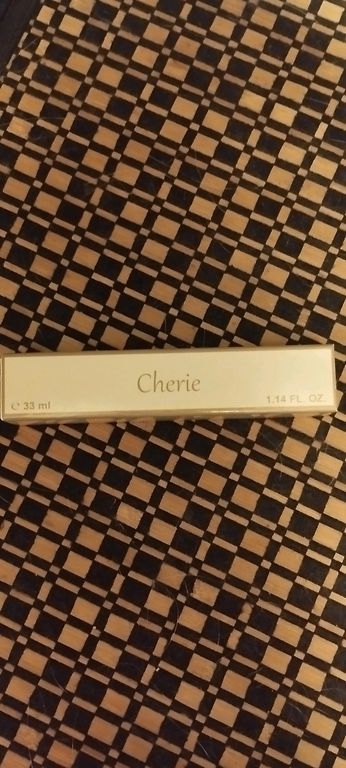 Cherie
℮ 33 ml
1.14 FL. OZ.